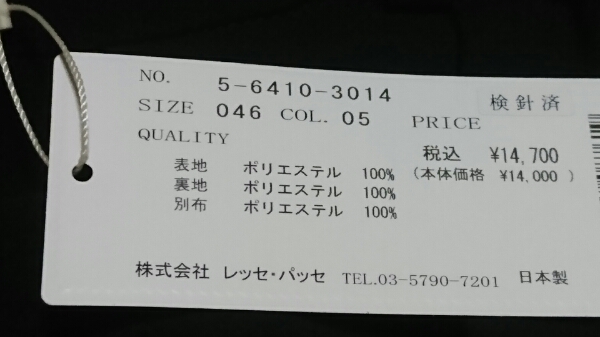 NO. 5-6410-3014
検針済
SIZE 046 COL. 05 PRICE
QUALITY
税込 ¥14,700
(本体価格 ¥14,000 )
表地 ポリエステル 100%
裏地 ポリエステル 100%
別布 ポリエステル 100%
株式会社 レッセ・パッセ TEL.03-5790-7201 日本製